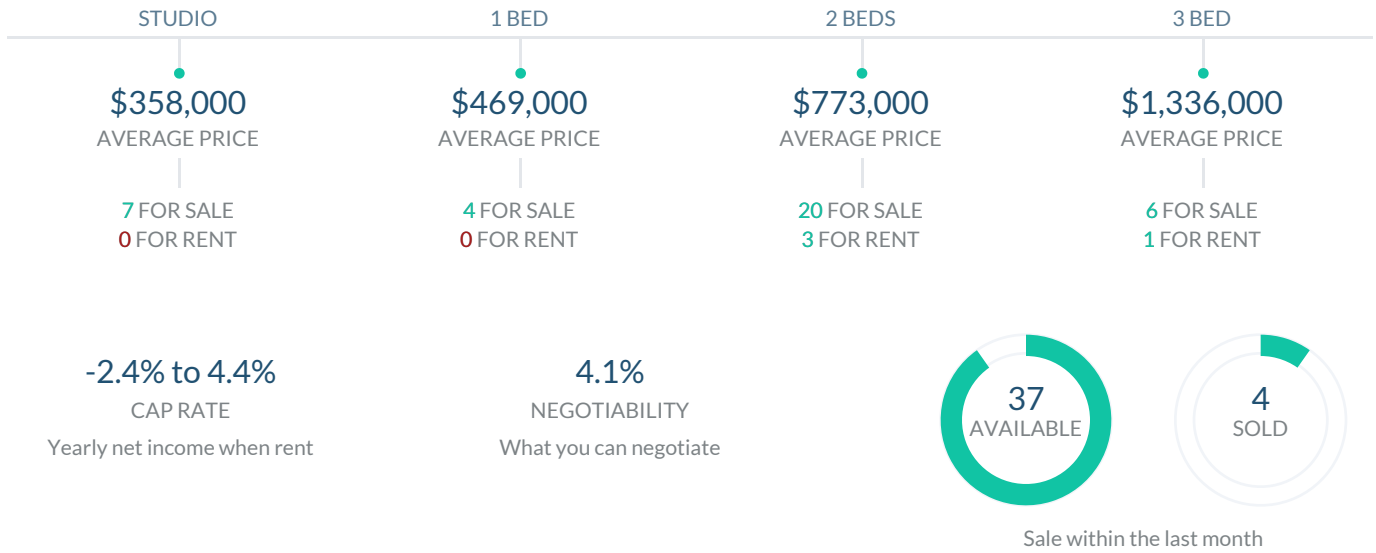 STUDIO
1 BED
2 BEDS
3 BED
$358,000
$469,000
$773,000
$1,336,000
AVERAGE PRICE
AVERAGE PRICE
AVERAGE PRICE
AVERAGE PRICE
7 FOR SALE
4 FOR SALE
20 FOR SALE
6 FOR SALE
0 FOR RENT
0 FOR RENT
3 FOR RENT
1 FOR RENT
-2.4% to 4.4%
CAP RATE
Yearly net income when rent
4.1%
NEGOTIABILITY
What you can negotiate
37
AVAILABLE
4
SOLD
Sale within the last month